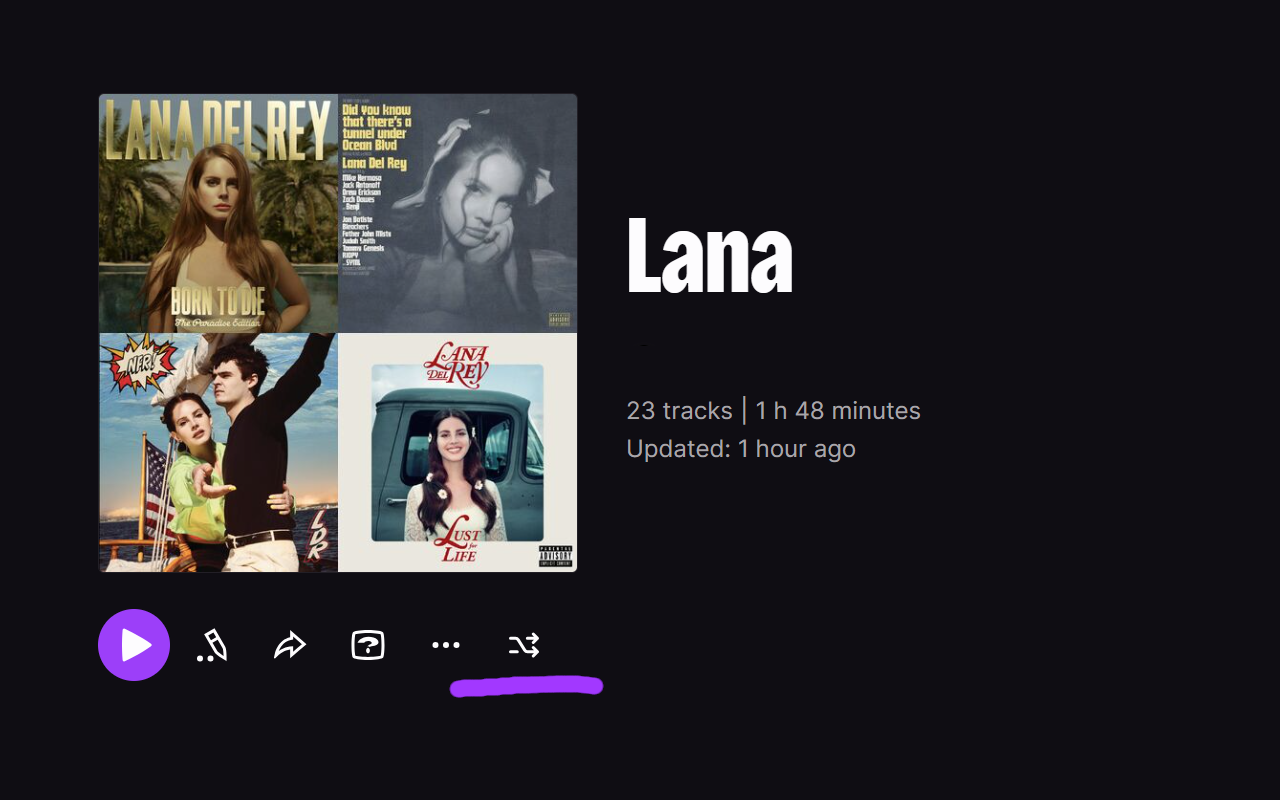 LANA DEL REY
BORN TO DIE
The Paradise Edition
Did you know
that there's a
tunnel under
Ocean Blvd
Lana Del Rey
Mike Hermosa
Jack Antonoff
Drew Erickson
Zach Dawes
Benji
Jon Batiste
Bleachers
Father John Misty
Judah Smith
Tommy Genesis
RIOPY
SYML
NFR!
LDR
LANA
DEL REY
LUST for
LIFE
PARENTAL
ADVISORY
EXPLICIT CONTENT
Lana
23 tracks | 1 h 48 minutes
Updated: 1 hour ago